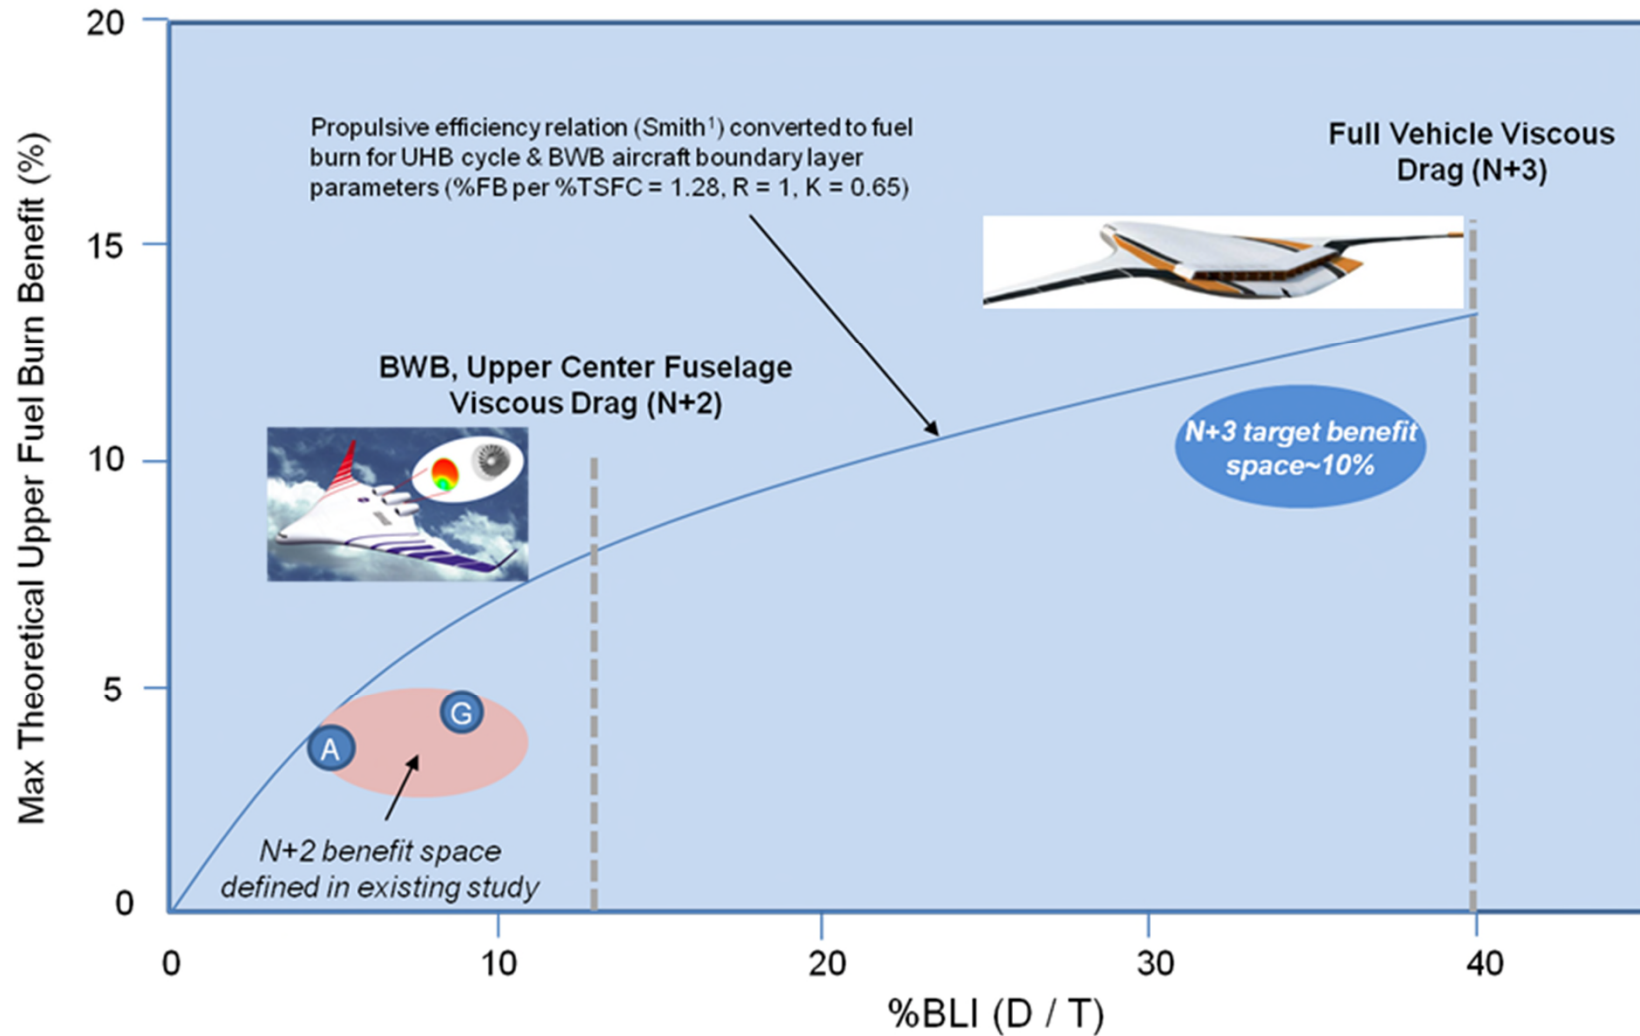 20
15
10
5
0
Max Theoretical Upper Fuel Burn Benefit (%)
Propulsive efficiency relation (Smith¹) converted to fuel
burn for UHB cycle & BWB aircraft boundary layer
parameters (%FB per %TSFC = 1.28, R = 1, K = 0.65)
Full Vehicle Viscous
Drag (N+3)
BWB, Upper Center Fuselage
Viscous Drag (N+2)
N+3 target benefit
space~10%
A
G
N+2 benefit space
defined in existing study
0
10
20
30
40
%BLI (D / T)